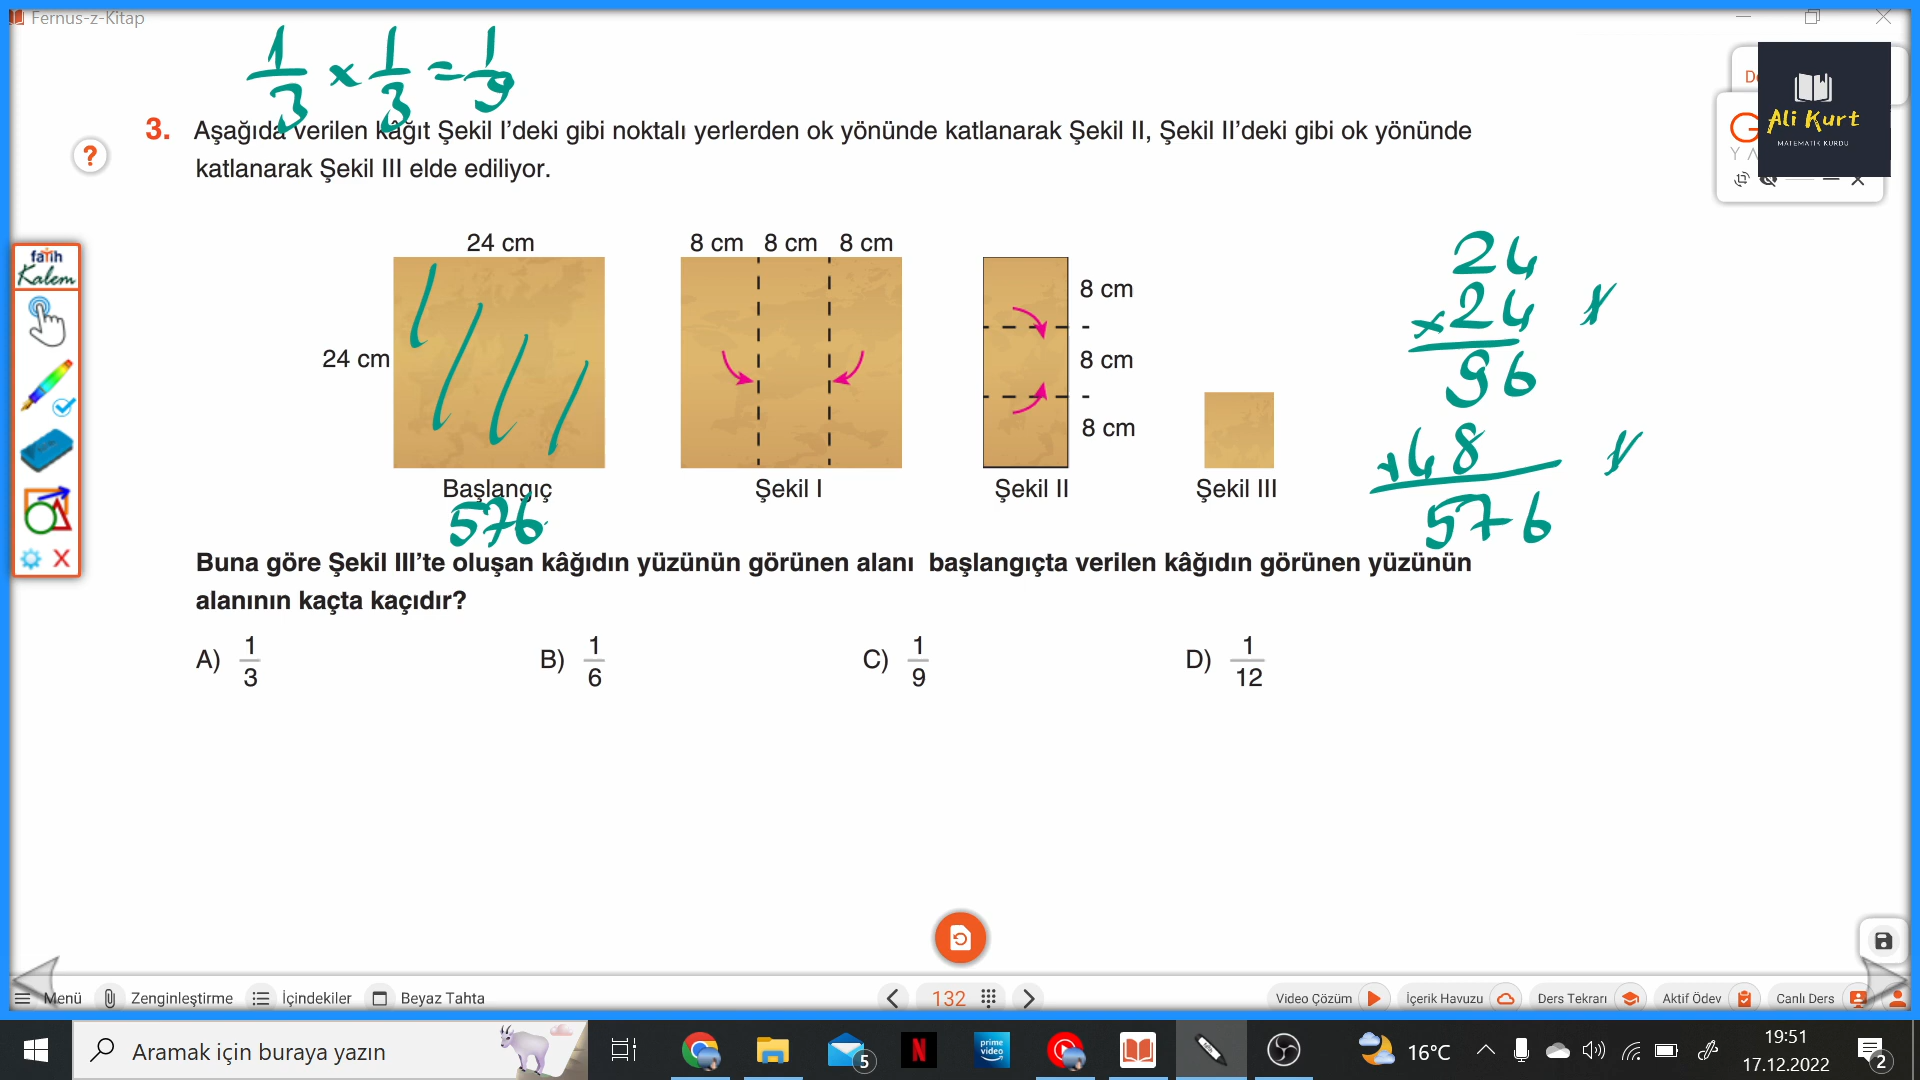 Fernus-z-Kitap
1/3 x 1/3 = 1/9
Ali Kurt
MATEMATİK KURDU
3. Aşağıda verilen kâğıt Şekil I'deki gibi noktalı yerlerden ok yönünde katlanarak Şekil II, Şekil II'deki gibi ok yönünde
katlanarak Şekil III elde ediliyor.
?
fatih
Kalem
24 cm
8 cm 8 cm 8 cm
24 cm
8 cm
8 cm
8 cm
24
x24
96
+48
576
Başlangıç
Şekil I
Şekil II
Şekil III
576
Buna göre Şekil III'te oluşan kâğıdın yüzünün görünen alanı başlangıçta verilen kâğıdın görünen yüzünün
alanının kaçta kaçıdır?
A) 1/3 B) 1/6 C) 1/9 D) 1/12
Menü Zenginleştirme İçindekiler Beyaz Tahta 132 Video Çözüm İçerik Havuzu Ders Tekrarı Aktif Ödev Canlı Ders
Aramak için buraya yazın
5
N
prime video
16°C
19:51
17.12.2022
2